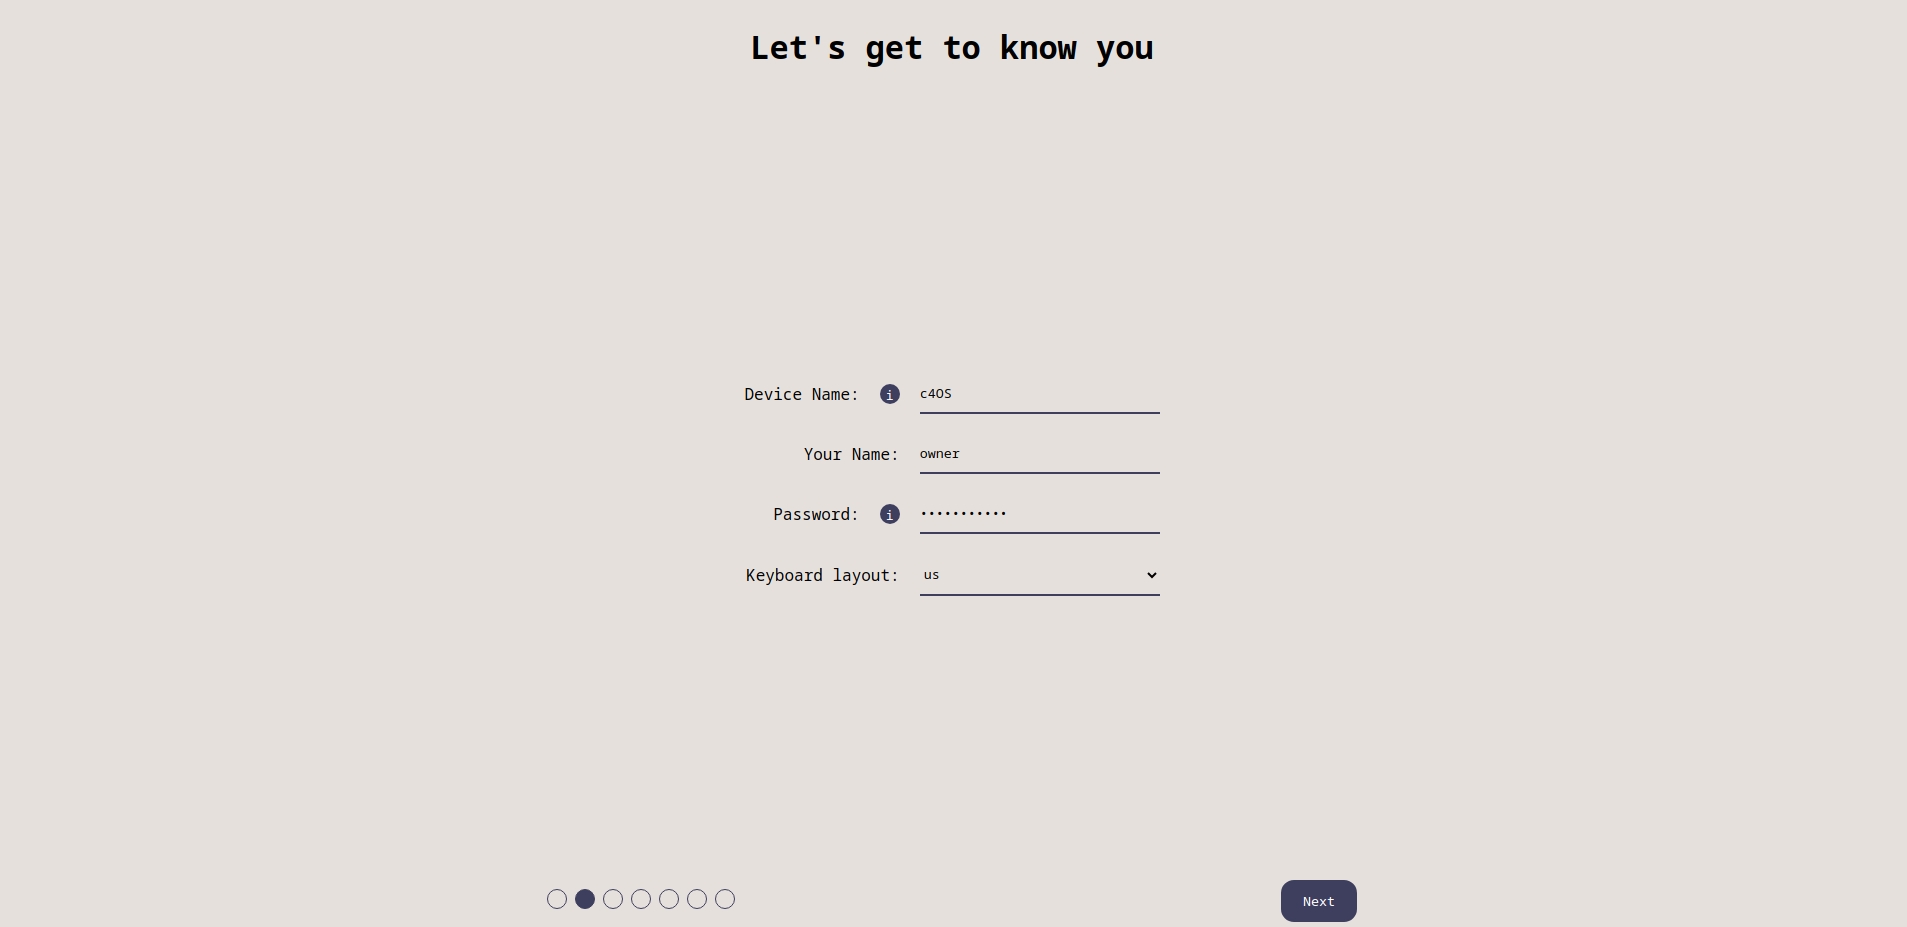 Let's get to know you
Device Name: i c4OS
Your Name: owner
Password: i •••••••••••
Keyboard layout: us
Next